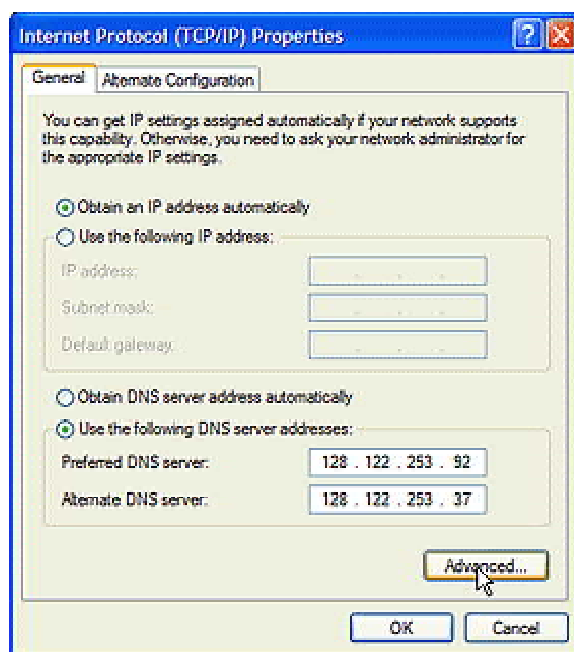 Internet Protocol (TCP/IP) Properties
General
Alternate Configuration
You can get IP settings assigned automatically if your network supports
this capability. Otherwise, you need to ask your network administrator for
the appropriate IP settings.
Obtain an IP address automatically
Use the following IP address:
IP address:
Subnet mask:
Default gateway:
Obtain DNS server address automatically
Use the following DNS server addresses:
Preferred DNS server: 128 . 122 . 253 . 92
Alternate DNS server: 128 . 122 . 253 . 37
Advanced...
OK Cancel